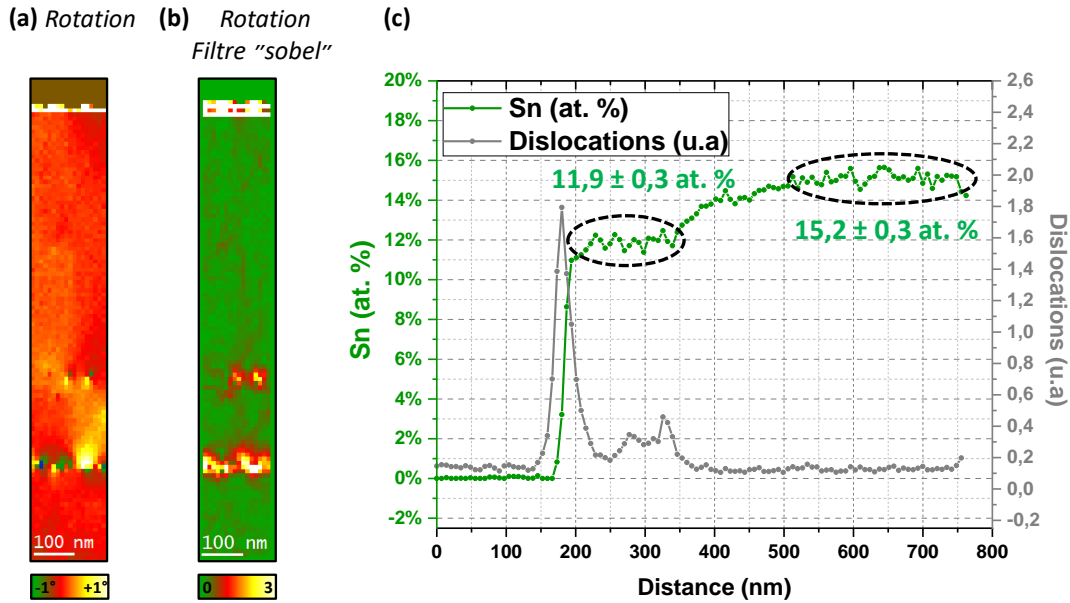 (a) Rotation
(b) Rotation
Filtre "sobel"
(c)
100 nm
-1° +1°
100 nm
0 3
20%
18%
16%
14%
12%
10%
8%
6%
4%
2%
0%
-2%
Sn (at. %)
Sn (at. %)
Dislocations (u.a)
11,9 ± 0,3 at. %
15,2 ± 0,3 at. %
2,6
2,4
2,2
2,0
1,8
1,6
1,4
1,2
1,0
0,8
0,6
0,4
0,2
0,0
-0,2
Dislocations (u.a)
0 100 200 300 400 500 600 700 800
Distance (nm)